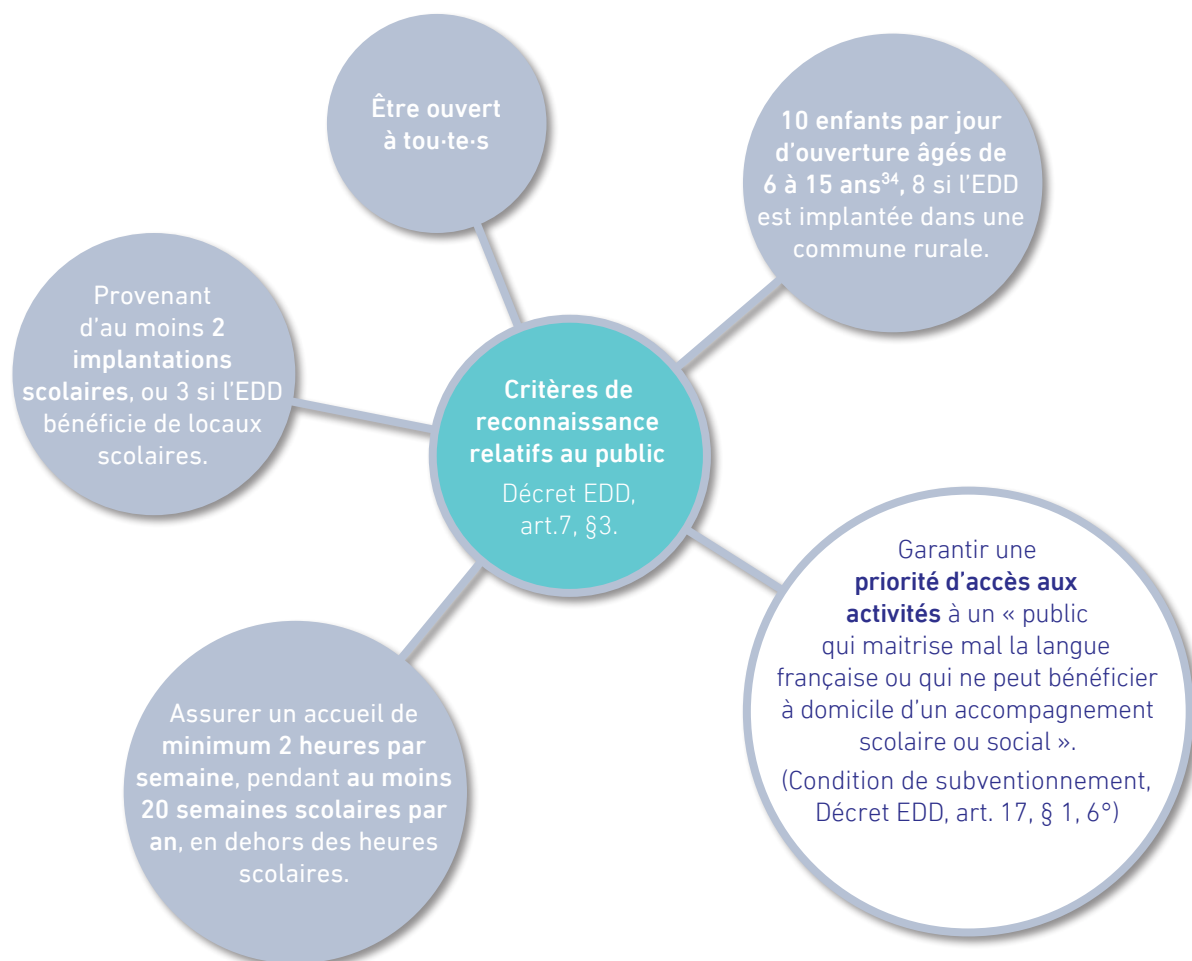 Être ouvert
à tou·te·s
10 enfants par jour
d’ouverture âgés de
6 à 15 ans³⁴, 8 si l’EDD
est implantée dans une
commune rurale.
Provenant
d’au moins 2
implantations
scolaires, ou 3 si l’EDD
bénéficie de locaux
scolaires.
Critères de
reconnaissance
relatifs au public
Décret EDD,
art.7, §3.
Garantir une
priorité d’accès aux
activités à un « public
qui maitrise mal la langue
française ou qui ne peut bénéficier
à domicile d’un accompagnement
scolaire ou social ».
(Condition de subventionnement,
Décret EDD, art. 17, § 1, 6°)
Assurer un accueil de
minimum 2 heures par
semaine, pendant au moins
20 semaines scolaires par
an, en dehors des heures
scolaires.